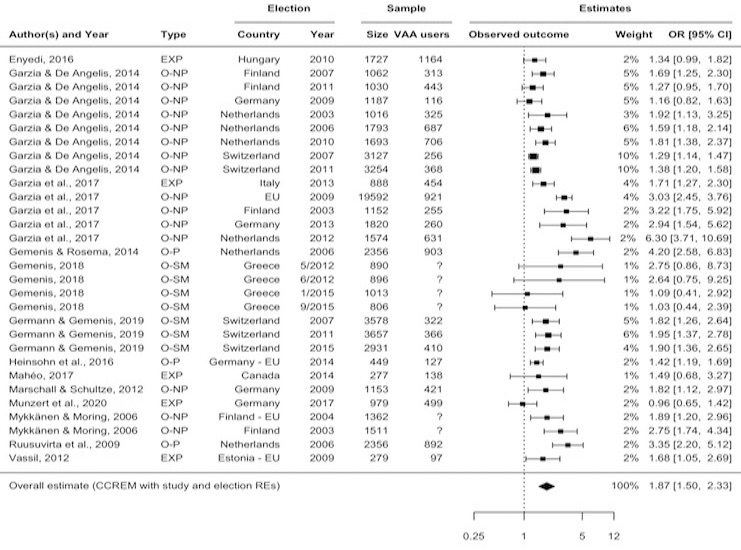 Election Sample Estimates
Author(s) and Year Type Country Year Size VAA users Observed outcome Weight OR [95% CI]
Enyedi, 2016 EXP Hungary 2010 1727 1164 2% 1.34 [0.99, 1.82]
Garzia & De Angelis, 2014 O-NP Finland 2007 1062 313 5% 1.69 [1.25, 2.30]
Garzia & De Angelis, 2014 O-NP Finland 2011 1030 443 5% 1.27 [0.95, 1.70]
Garzia & De Angelis, 2014 O-NP Germany 2009 1187 116 5% 1.16 [0.82, 1.63]
Garzia & De Angelis, 2014 O-NP Netherlands 2003 1016 325 3% 1.92 [1.13, 3.25]
Garzia & De Angelis, 2014 O-NP Netherlands 2006 1793 687 6% 1.59 [1.18, 2.14]
Garzia & De Angelis, 2014 O-NP Netherlands 2010 1693 706 5% 1.81 [1.38, 2.37]
Garzia & De Angelis, 2014 O-NP Switzerland 2007 3127 256 10% 1.29 [1.14, 1.47]
Garzia & De Angelis, 2014 O-NP Switzerland 2011 3254 368 10% 1.38 [1.20, 1.58]
Garzia et al., 2017 EXP Italy 2013 888 454 4% 1.71 [1.27, 2.30]
Garzia et al., 2017 O-NP EU 2009 19592 921 4% 3.03 [2.45, 3.76]
Garzia et al., 2017 O-NP Finland 2003 1152 255 2% 3.22 [1.75, 5.92]
Garzia et al., 2017 O-NP Germany 2013 1820 260 2% 2.94 [1.54, 5.62]
Garzia et al., 2017 O-NP Netherlands 2012 1574 631 2% 6.30 [3.71, 10.69]
Gemenis & Rosema, 2014 O-NP Netherlands 2006 2356 903 2% 4.20 [2.58, 6.83]
Gemenis, 2018 O-SM Greece 5/2012 890 ? 1% 2.75 [0.86, 8.73]
Gemenis, 2018 O-SM Greece 6/2012 896 ? 1% 2.64 [0.75, 9.25]
Gemenis, 2018 O-SM Greece 1/2015 1013 ? 1% 1.09 [0.41, 2.92]
Gemenis, 2018 O-SM Greece 9/2015 806 ? 1% 1.03 [0.44, 2.39]
Germann & Gemenis, 2019 O-SM Switzerland 2007 3578 322 5% 1.82 [1.26, 2.64]
Germann & Gemenis, 2019 O-SM Switzerland 2011 3657 366 6% 1.95 [1.37, 2.78]
Germann & Gemenis, 2019 O-SM Switzerland 2015 2931 410 4% 1.90 [1.36, 2.65]
Heinsohn et al., 2016 O-P Germany - EU 2014 449 127 2% 1.42 [1.19, 1.69]
Mahéo, 2017 EXP Canada 2014 277 138 1% 1.49 [0.68, 3.27]
Marschall & Schultze, 2012 O-NP Germany 2009 1153 421 2% 1.82 [1.12, 2.97]
Munzert et al., 2020 EXP Germany 2017 979 499 2% 0.96 [0.65, 1.42]
Mykkänen & Moring, 2006 O-NP Finland - EU 2004 1362 ? 2% 1.89 [1.20, 2.96]
Mykkänen & Moring, 2006 O-NP Finland 2003 1511 ? 2% 2.75 [1.74, 4.34]
Ruusuvirta et al., 2009 O-P Netherlands 2006 2356 892 2% 3.35 [2.20, 5.12]
Vassil, 2012 EXP Estonia - EU 2009 279 97 2% 1.68 [1.05, 2.69]
Overall estimate (CCREM with study and election REs) 100% 1.87 [1.50, 2.33]
0.25 1 5 12